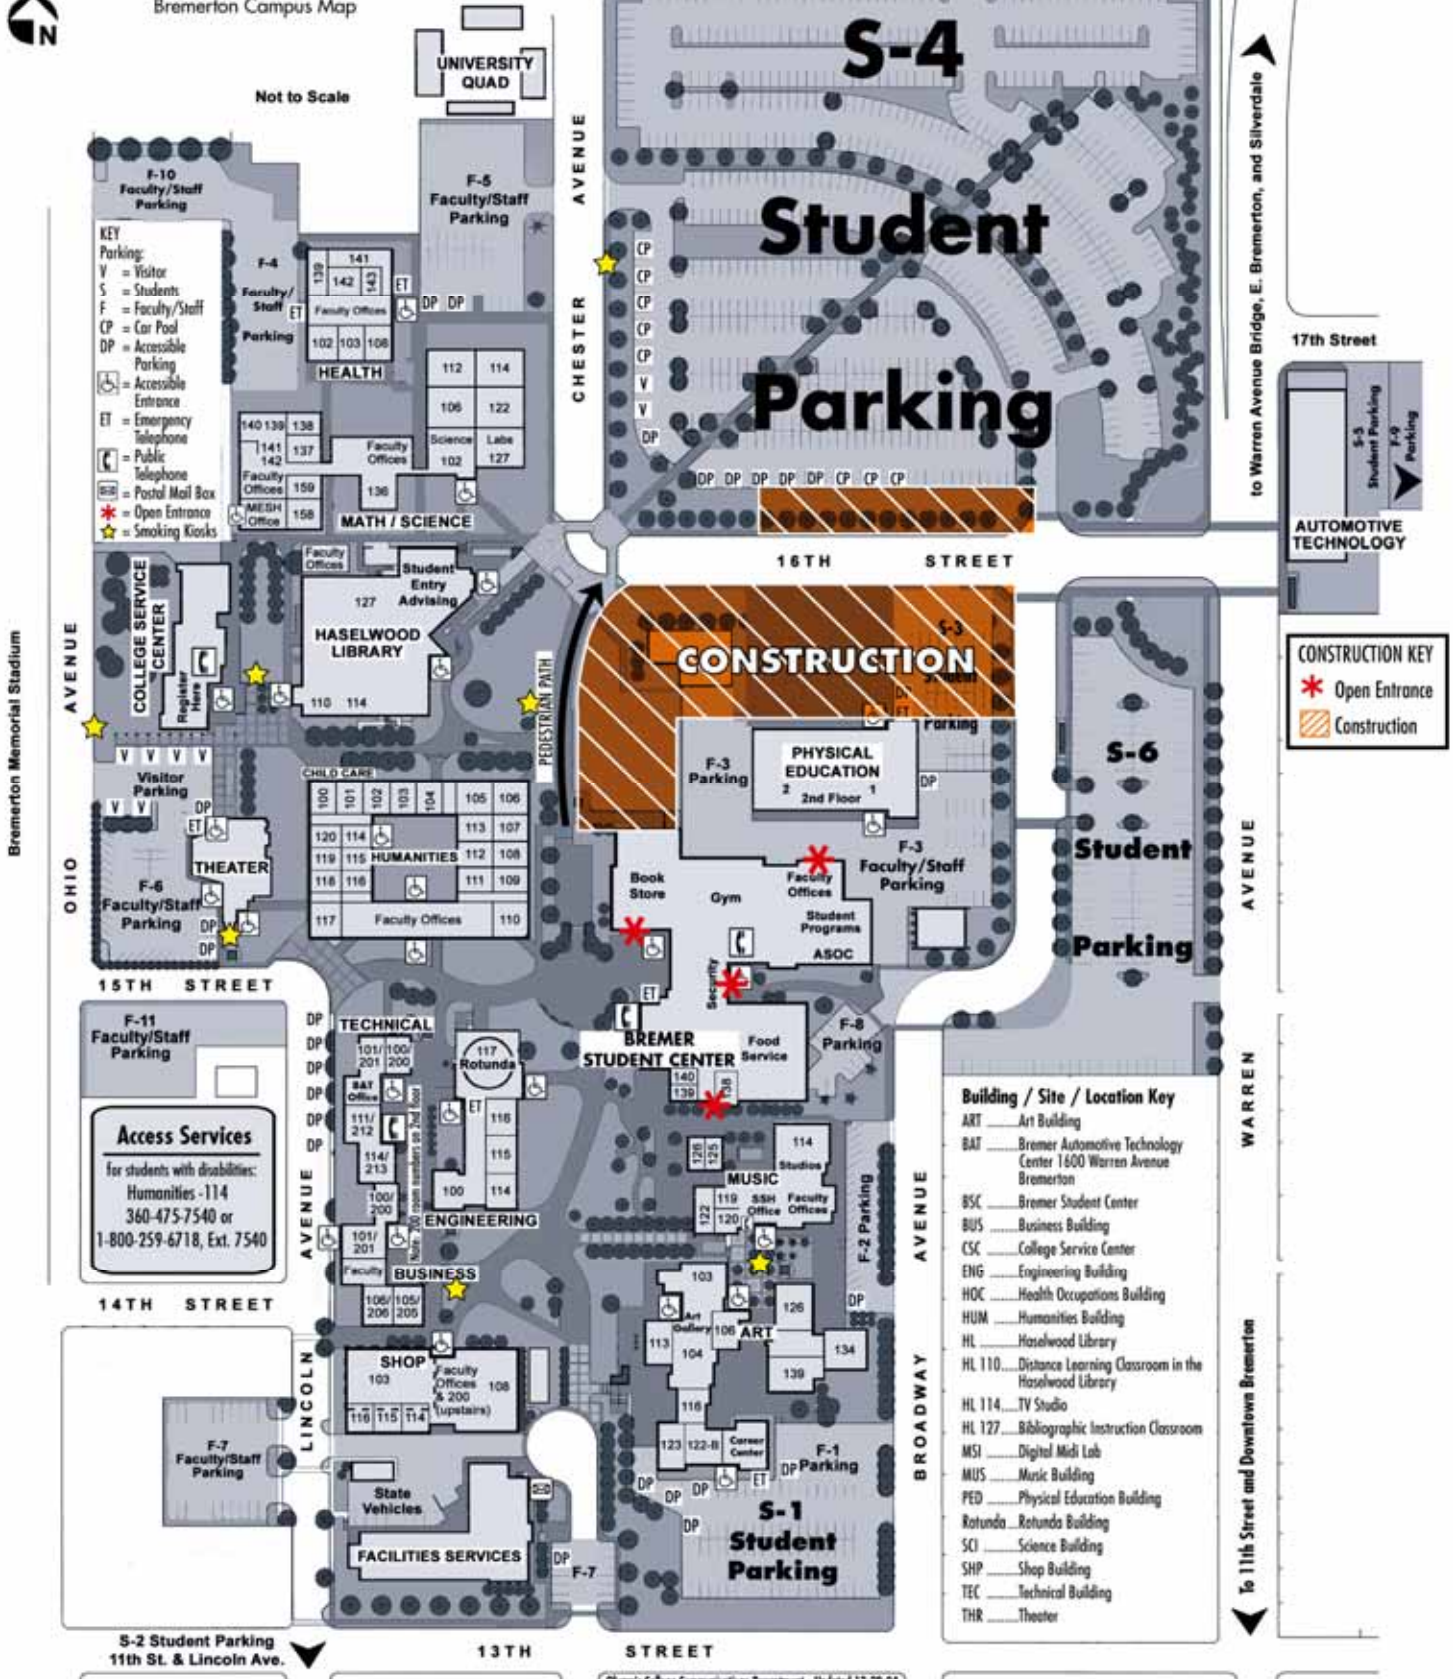 Bremerton Campus Map
N
Not to Scale
UNIVERSITY
QUAD
S-4
Student
Parking
AVENUE
CHESTER
to Warren Avenue Bridge, E. Bremerton, and Silverdale
17th Street
F-10
Faculty/Staff
Parking
F-5
Faculty/Staff
Parking
KEY
Parking:
V = Visitor
S = Students
F = Faculty/Staff
CP = Car Pool
DP = Accessible
Parking
= Accessible
Entrance
ET = Emergency
Telephone
= Public
Telephone
= Postal Mail Box
= Open Entrance
= Smoking Kiosks
F-4
Faculty/
Staff
Parking
ET
139
141
142
143
ET
Faculty Offices
DP DP
102 103 108
HEALTH
112 114
106 122
Science Labs
102 127
140 139 138
141
142
137
Faculty
Offices
159
MESH
Office
158
Faculty
Offices
136
MATH / SCIENCE
CP
CP
CP
CP
CP
V
V
DP
DP DP DP DP DP CP CP CP
S-5
Student Parking
F-9
Parking
AUTOMOTIVE
TECHNOLOGY
16TH STREET
Bremerton Memorial Stadium
OHIO AVENUE
COLLEGE SERVICE
CENTER
Register
Here
Faculty
Offices
Student
Entry
Advising
127
HASELWOOD
LIBRARY
110 114
PEDESTRIAN PATH
CONSTRUCTION
S-3
Student
Parking
DP
ET
CONSTRUCTION KEY
Open Entrance
Construction
V V V V
Visitor
Parking
V V
DP
ET
THEATER
F-6
Faculty/Staff
Parking
DP
DP
CHILD CARE
100 101 102 103 104 105 106
120 114 113 107
119 115 HUMANITIES 112 108
118 116 111 109
117 Faculty Offices 110
F-3
Parking
PHYSICAL
EDUCATION
2 1
2nd Floor
DP
F-3
Faculty/Staff
Parking
S-6
Student
Parking
WARREN AVENUE
Book
Store
Gym
Faculty
Offices
Student
Programs
ASOC
Security
ET
BREMER
STUDENT CENTER
Food
Service
140
139
138
F-8
Parking
15TH STREET
F-11
Faculty/Staff
Parking
Access Services
for students with disabilities:
Humanities -114
360-475-7540 or
1-800-259-6718, Ext. 7540
14TH STREET
DP
DP
DP
DP
DP
DP
TECHNICAL
101/
201
100/
200
BAT
Office
111/
212
114/
213
100/
200
101/
201
Faculty
BUSINESS
106/
206
105/
205
Note: 200 room numbers on 2nd floor
117
Rotunda
ET
116
115
114
100
ENGINEERING
126
125
114
Studios
MUSIC
122
119
120
SSH
Office
Faculty
Offices
F-2 Parking
DP
103
Art
Gallery
106
ART
113
104
126
134
139
116
123
122-B
Career
Center
ET
DP
F-1
Parking
DP
DP
DP
DP
S-1
Student
Parking
BROADWAY AVENUE
LINCOLN AVENUE
SHOP
103
Faculty
Offices
& 200
(upstairs)
108
116 115 114
F-7
Faculty/Staff
Parking
State
Vehicles
FACILITIES SERVICES
DP
F-7
S-2 Student Parking
11th St. & Lincoln Ave.
13TH STREET
Building / Site / Location Key
ART ........Art Building
BAT ........Bremer Automotive Technology
Center 1600 Warren Avenue
Bremerton
BSC ........Bremer Student Center
BUS ........Business Building
CSC ........College Service Center
ENG ........Engineering Building
HOC ........Health Occupations Building
HUM ........Humanities Building
HL ........Haselwood Library
HL 110....Distance Learning Classroom in the
Haselwood Library
HL 114....TV Studio
HL 127....Bibliographic Instruction Classroom
MSI ........Digital Midi Lab
MUS ........Music Building
PED ........Physical Education Building
Rotunda...Rotunda Building
SCI ........Science Building
SHP ........Shop Building
TEC ........Technical Building
THR ........Theater
To 11th Street and Downtown Bremerton